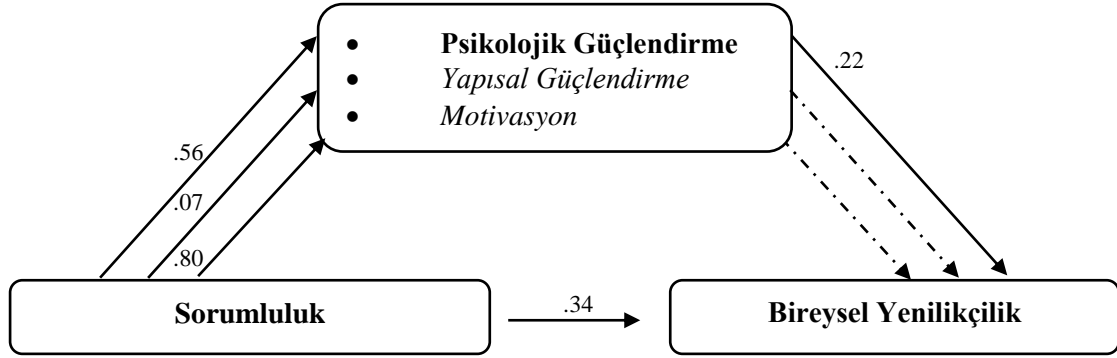 • Psikolojik Güçlendirme
• Yapısal Güçlendirme
• Motivasyon
.22
.56
.07
.80
Sorumluluk
.34
Bireysel Yenilikçilik